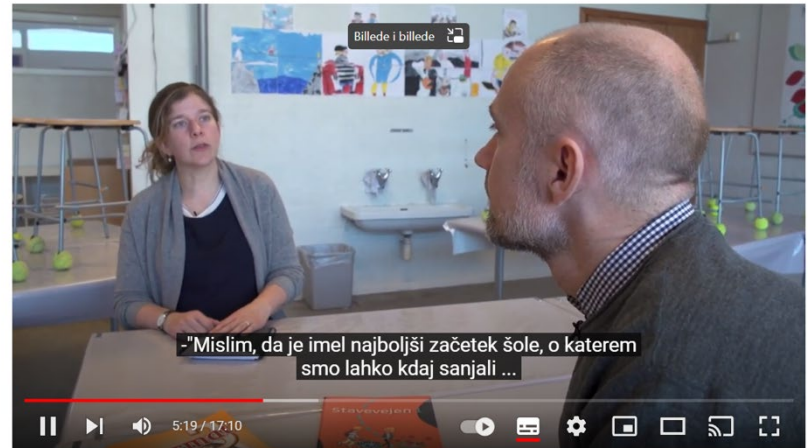 Billede i billede
-"Mislim, da je imel najboljši začetek šole, o katerem
smo lahko kdaj sanjali ...
5:19 / 17:10
Stavevejen